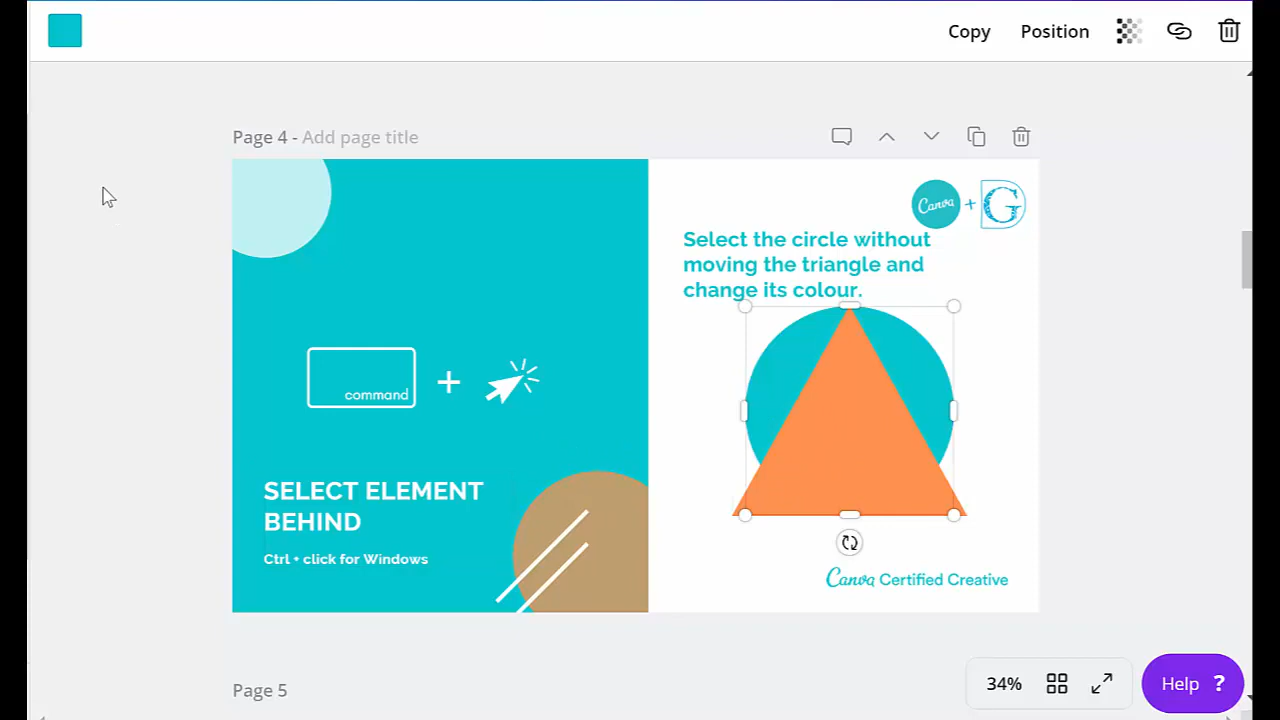 Copy Position
Page 4 - Add page title
Canva + G
Select the circle without
moving the triangle and
change its colour.
command +
SELECT ELEMENT
BEHIND
Ctrl + click for Windows
Canva Certified Creative
Page 5
34%
Help ?